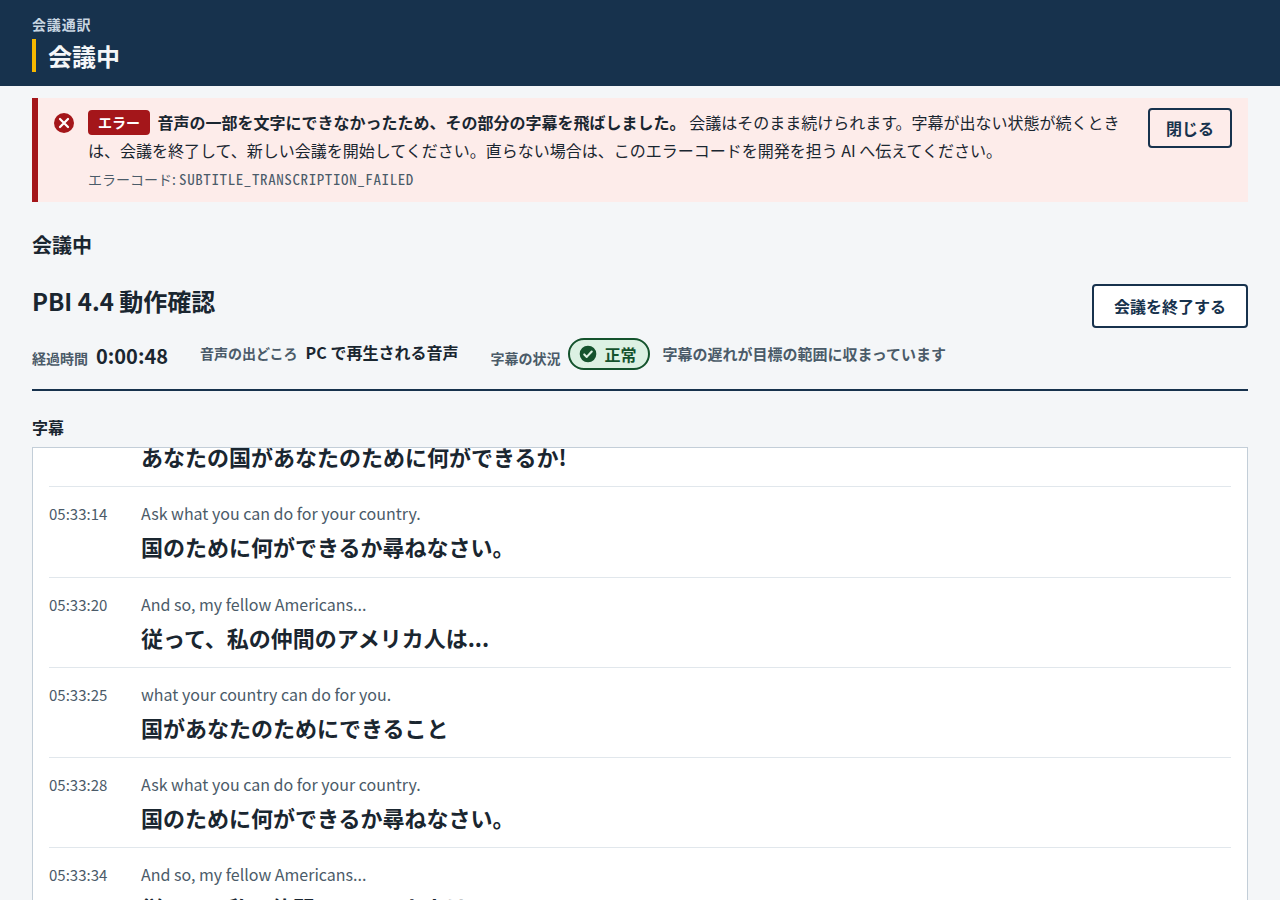 会議通訳
会議中
エラー 音声の一部を文字にできなかったため、その部分の字幕を飛ばしました。 会議はそのまま続けられます。字幕が出ない状態が続くとき
は、会議を終了して、新しい会議を開始してください。直らない場合は、このエラーコードを開発を担う AI へ伝えてください。
エラーコード: SUBTITLE_TRANSCRIPTION_FAILED
閉じる
会議中
PBI 4.4 動作確認
会議を終了する
経過時間 0:00:48 音声の出どころ PC で再生される音声 字幕の状況 正常 字幕の遅れが目標の範囲に収まっています
字幕
あなたの国があなたのために何ができるか!
05:33:14 Ask what you can do for your country.
国のために何ができるか尋ねなさい。
05:33:20 And so, my fellow Americans...
従って、私の仲間のアメリカ人は...
05:33:25 what your country can do for you.
国があなたのためにできること
05:33:28 Ask what you can do for your country.
国のために何ができるか尋ねなさい。
05:33:34 And so, my fellow Americans...